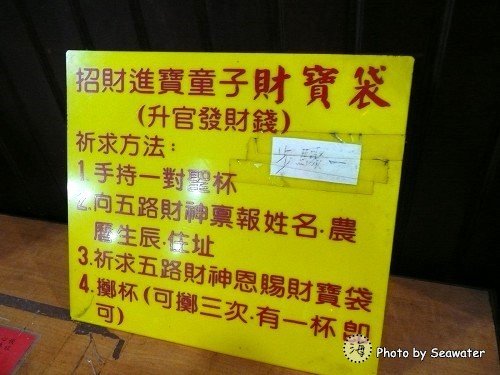 招財進寶童子財寶袋
(升官發財錢)
祈求方法：
步驟一
1.手持一對聖杯
2.向五路財神稟報姓名·農
曆生辰·住址
3.祈求五路財神恩賜財寶袋
4.擲杯(可擲三次·有一杯即
可)
海 Photo by Seawater